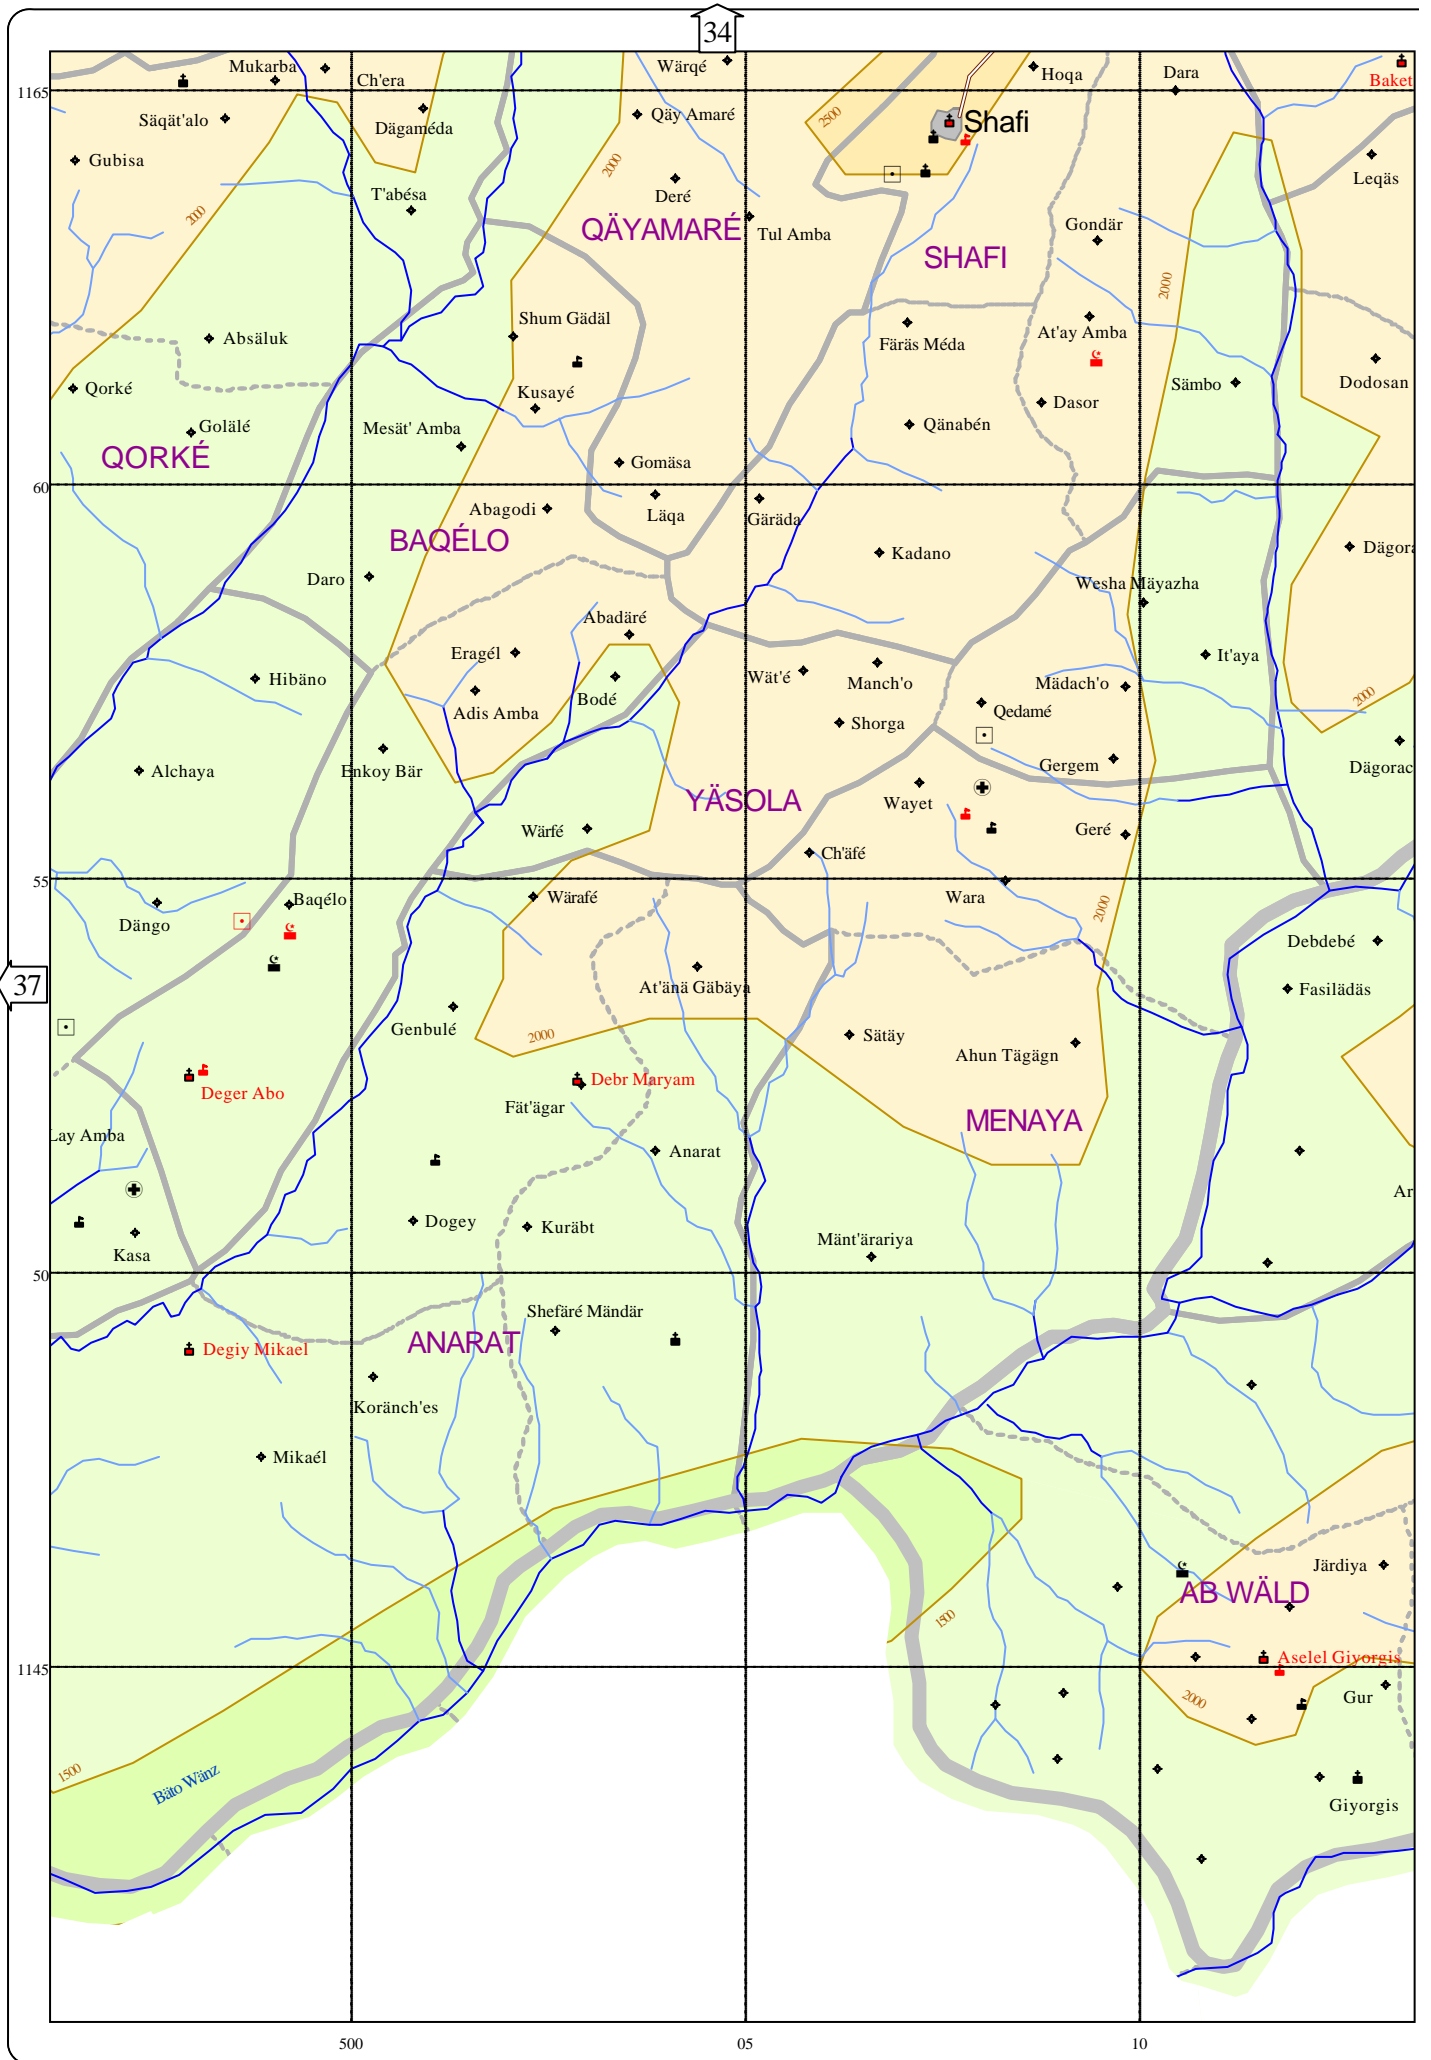 34
Mukarba
Ch'era
Wärqé
Hoqa
Dara
Baket
1165
Säqät'alo
Dägaméda
Qäy Amaré
2500
Shafi
Gubisa
2000
Deré
Leqäs
T'abésa
2000
QÄYAMARÉ
Tul Amba
Gondär
SHAFI
2000
Shum Gädäl
Absäluk
Färäs Méda
At'ay Amba
Qorké
Kusayé
Sämbo
Dodosan
Dasor
Golälé
Mesät' Amba
Qänabén
QORKÉ
Gomäsa
60
Abagodi
Läqa
Gäräda
BAQÉLO
Kadano
Dägora
Daro
Wesha Mäyazha
Abadäré
Eragél
It'aya
Hibäno
Wät'é
Manch'o
Mädach'o
Bodé
2000
Adis Amba
Shorga
Qedamé
Alchaya
Enkoy Bär
Gergem
Dägorac
YÄSOLA
Wayet
Wärfé
Geré
Ch'äfé
55
Wärafé
Wara
Baqélo
2000
Dängo
Debdebé
37
At'änä Gäbäya
Fasilädäs
Genbulé
2000
Sätäy
Ahun Tägägn
Deger Abo
Debr Maryam
Fät'ägar
MENAYA
Lay Amba
Anarat
Ar
Dogey
Kuräbt
Kasa
Mänt'ärariya
50
Shefäré Mändär
ANARAT
Degiy Mikael
Koränch'es
Mikaél
Järdiya
AB WÄLD
1500
1145
Aselel Giyorgis
2000
Gur
1500
Bäto Wänz
Giyorgis
500
05
10